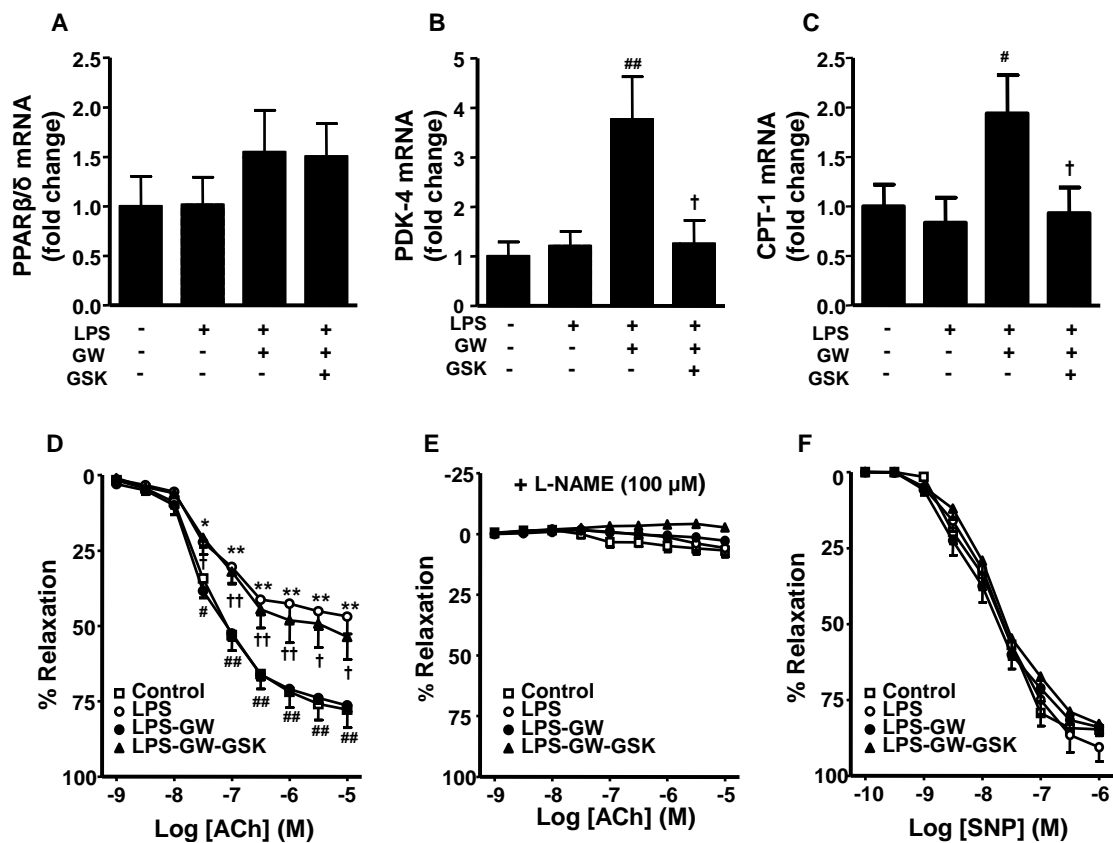 A
PPARβ/δ mRNA
(fold change)
2.5
2.0
1.5
1.0
0.5
0.0
LPS - + + +
GW - - + +
GSK - - - +
B
PDK-4 mRNA
(fold change)
5
4
3
2
1
0
##
†
LPS - + + +
GW - - + +
GSK - - - +
C
CPT-1 mRNA
(fold change)
2.5
2.0
1.5
1.0
0.5
0.0
#
†
LPS - + + +
GW - - + +
GSK - - - +
D
% Relaxation
0
25
50
75
100
* ** ** ** ** **
† †† †† †† † †
# ## ## ## ## ##
Control
LPS
LPS-GW
LPS-GW-GSK
-9 -8 -7 -6 -5
Log [ACh] (M)
E
+ L-NAME (100 µM)
% Relaxation
-25
0
25
50
75
100
Control
LPS
LPS-GW
LPS-GW-GSK
-9 -8 -7 -6 -5
Log [ACh] (M)
F
% Relaxation
0
25
50
75
100
Control
LPS
LPS-GW
LPS-GW-GSK
-10 -9 -8 -7 -6
Log [SNP] (M)